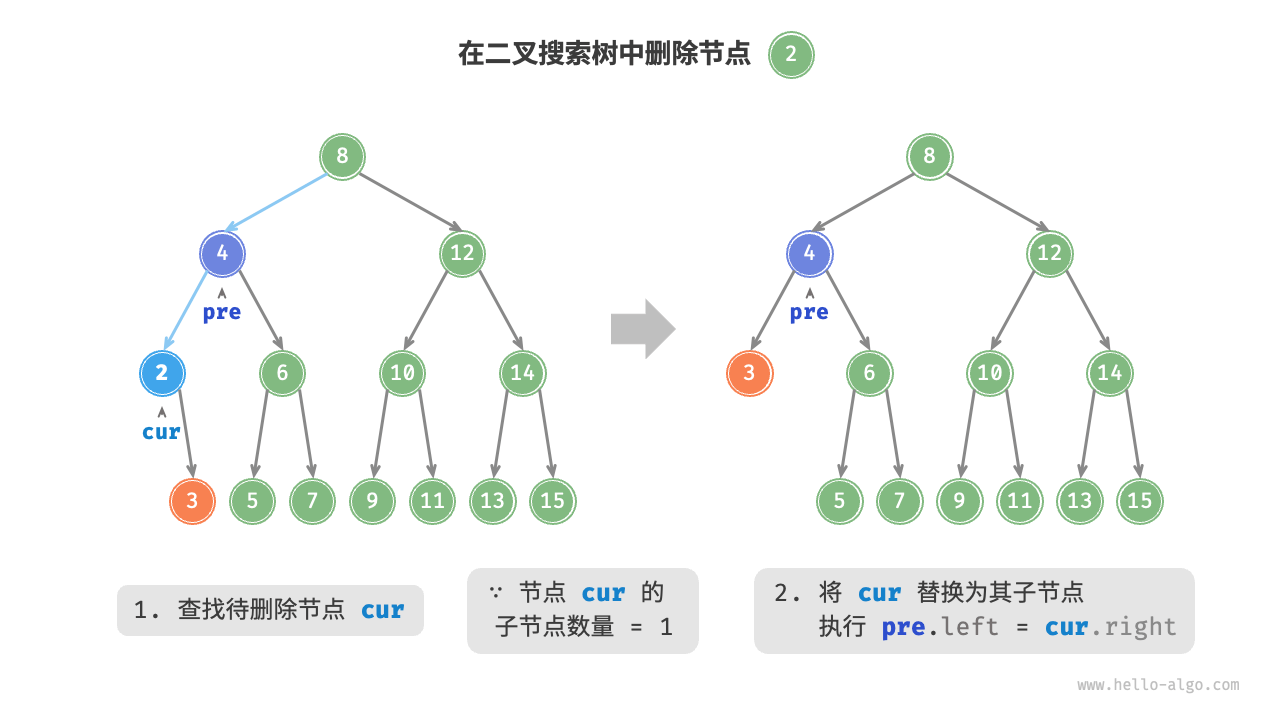 在二叉搜索树中删除节点 2
8
8
4
12
4
12
pre
pre
2
6
10
14
3
6
10
14
cur
3
5
7
9
11
13
15
5
7
9
11
13
15
1. 查找待删除节点 cur
∵ 节点 cur 的
子节点数量 = 1
2. 将 cur 替换为其子节点
执行 pre.left = cur.right
www.hello-algo.com